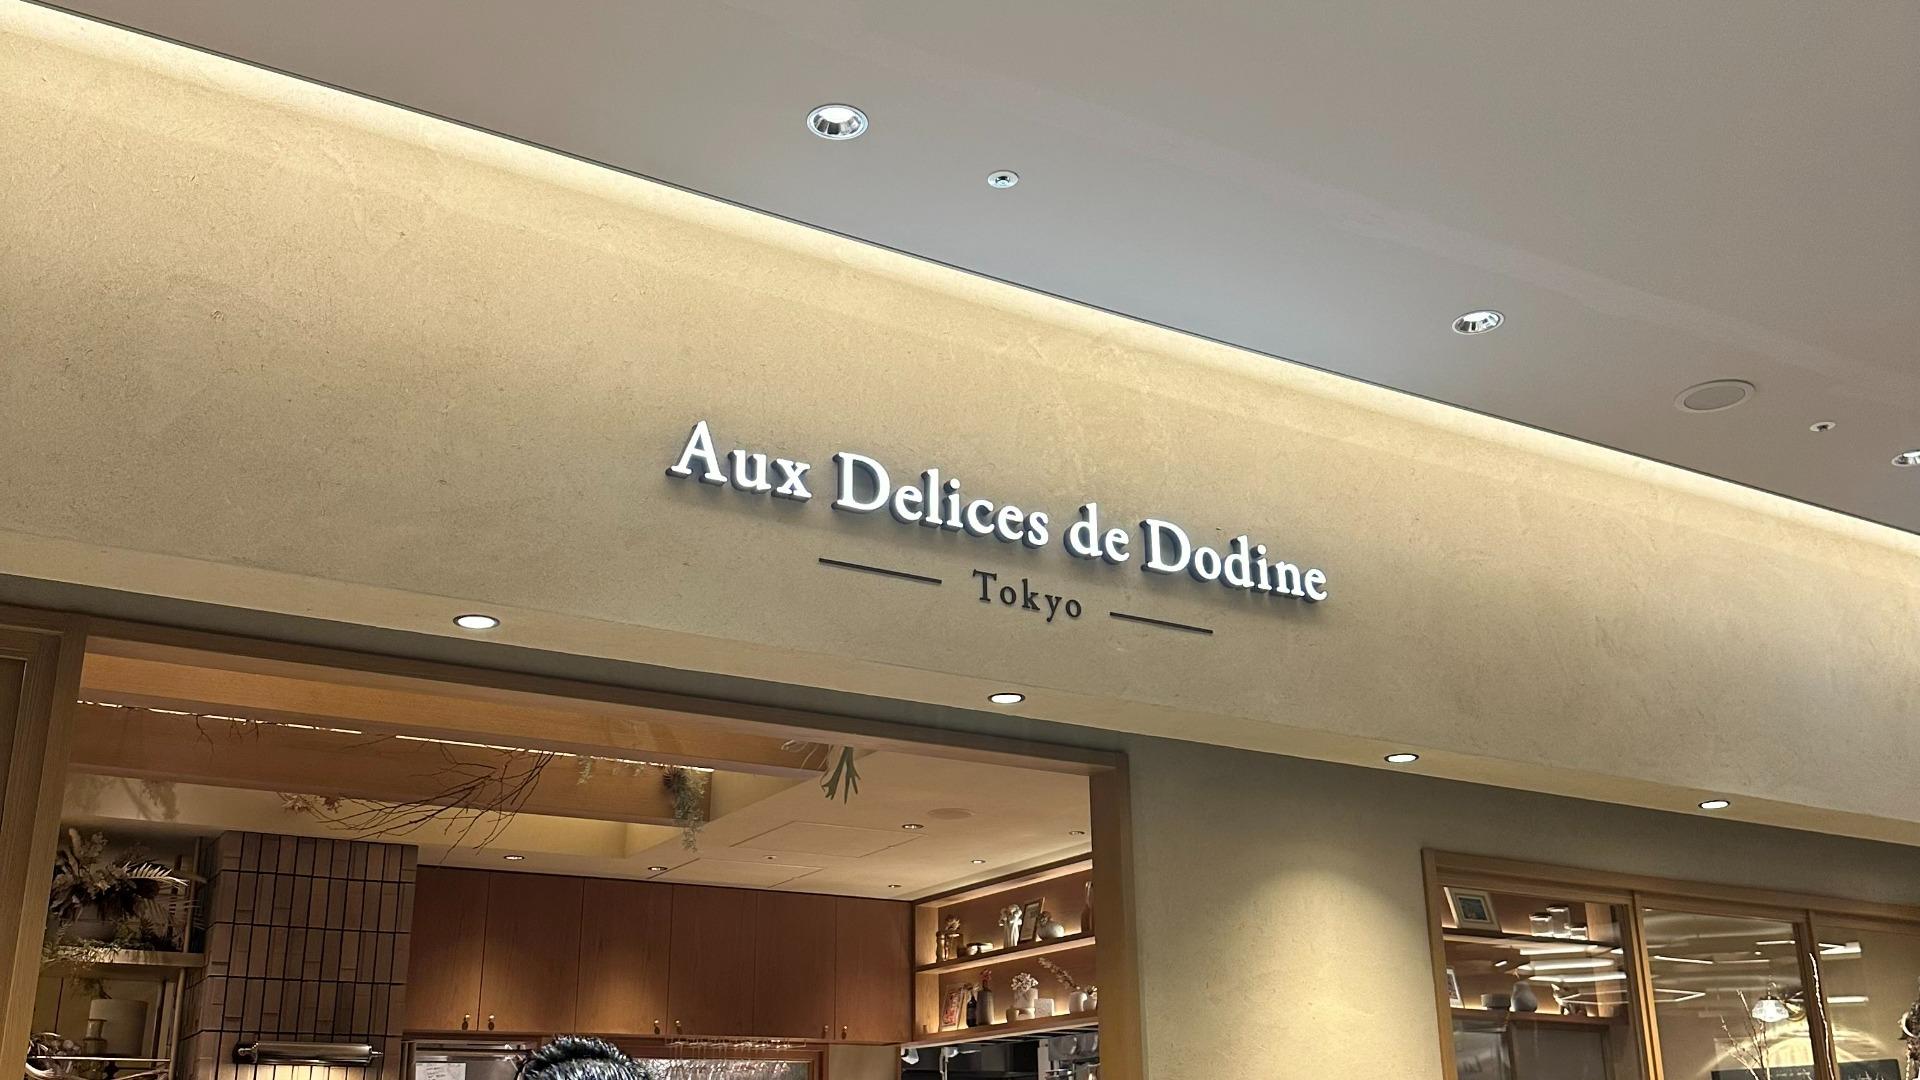 Aux Delices de Dodine
Tokyo